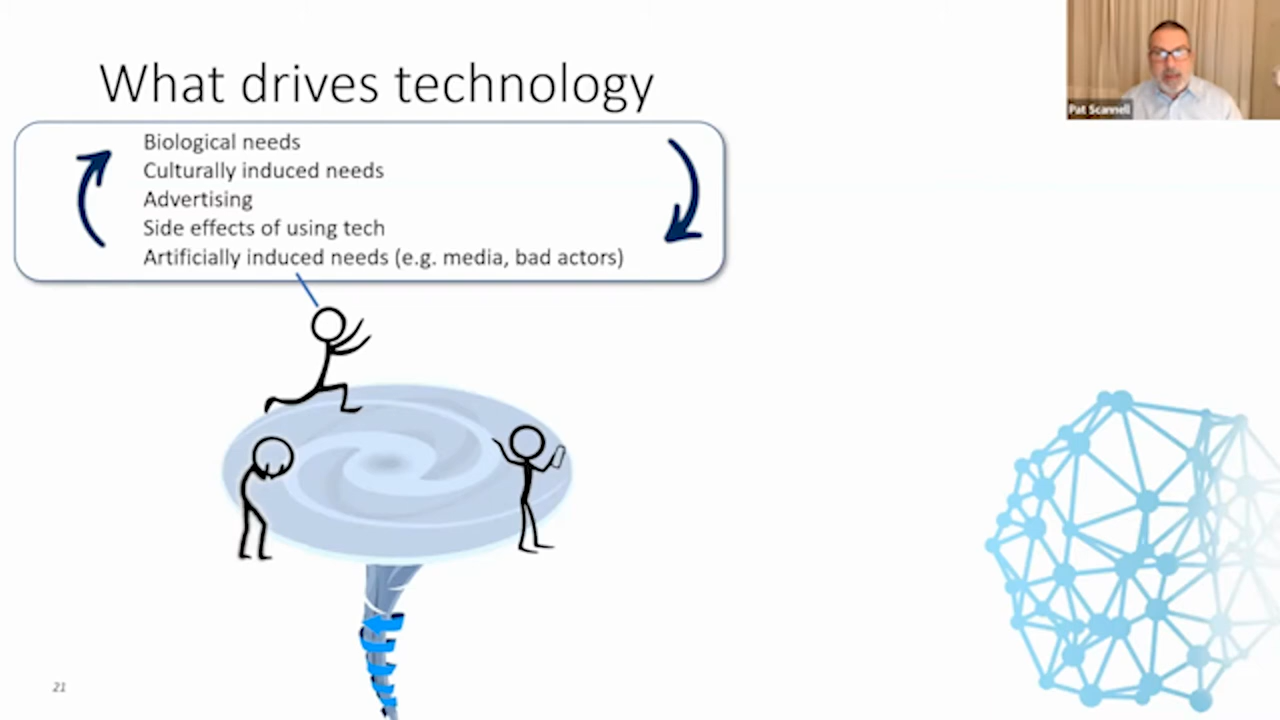 What drives technology
Biological needs
Culturally induced needs
Advertising
Side effects of using tech
Artificially induced needs (e.g. media, bad actors)
Pat Scannell
21